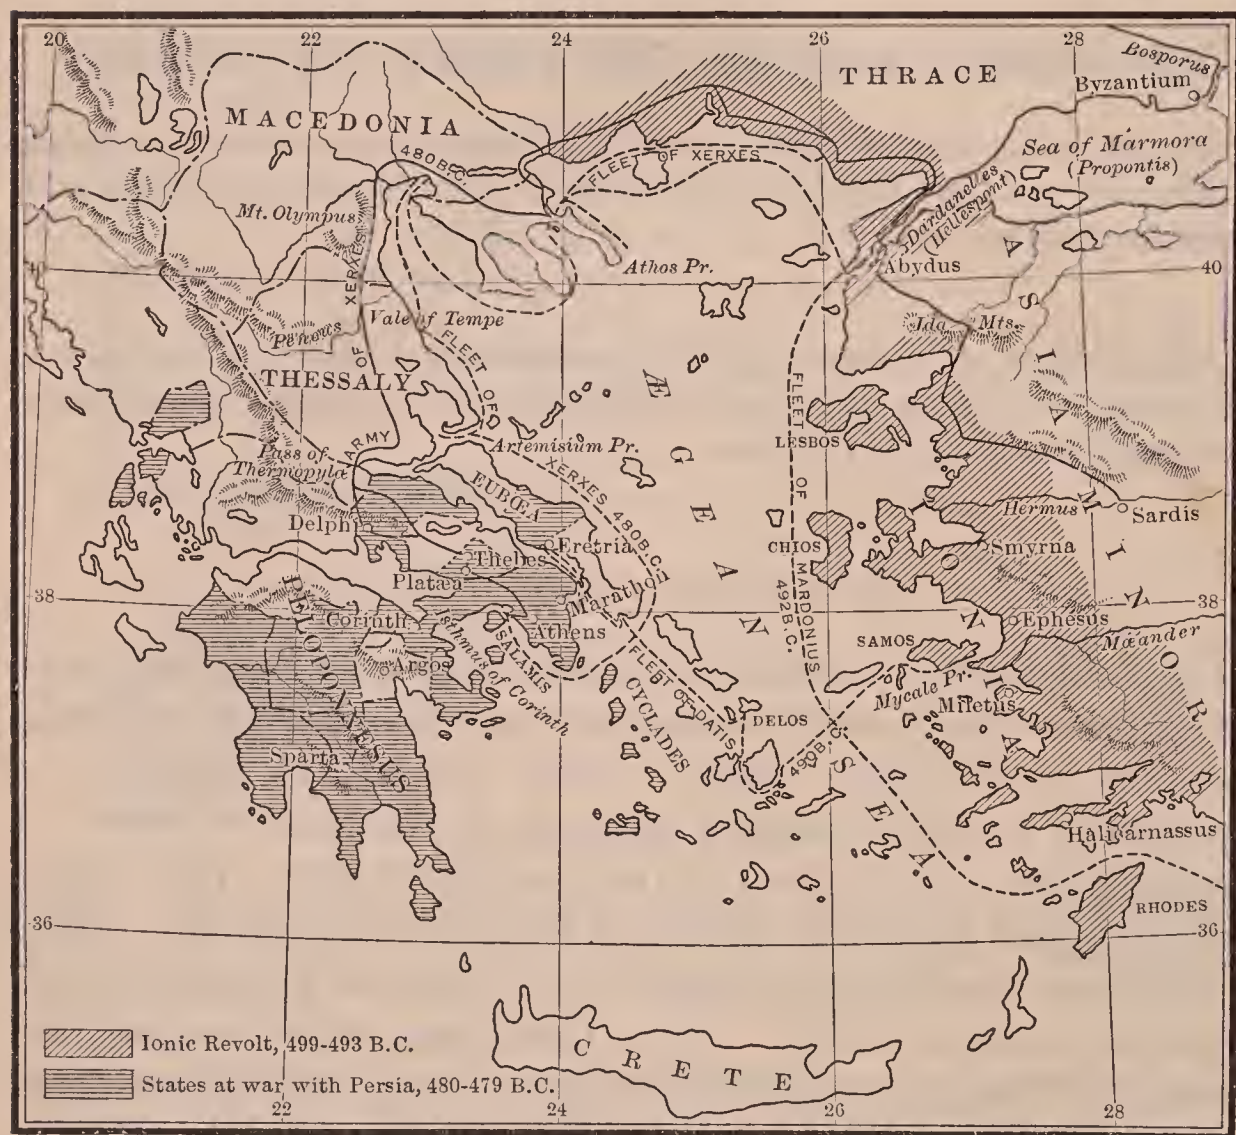 20
22
24
26
28
Bosporus
THRACE
Byzantium
MACEDONIA
480B.C.
FLEET OF XERXES
Sea of Marmora
(Propontis)
Dardanelles
(Hellespont)
Mt. Olympus
ARMY OF XERXES
Athos Pr.
Abydus
40
40
Vale of Tempe
Peneus
Ida Mts.
ASIA MINOR
THESSALY
FLEET OF XERXES 480B.C.
ÆGEAN SEA
FLEET OF MARDONIUS 492B.C.
LESBOS
Artemisium Pr.
Pass of
Thermopylæ
EUBŒA
Hermus
Sardis
Delphi
Thebes
Eretria
CHIOS
Smyrna
IONIA
Platæa
Marathon
38
38
PELOPONNESUS
Corinth
Isthmus of Corinth
Athens
SALAMIS
Ephesus
Mæander
SAMOS
Argos
Mycale Pr.
Miletus
FLEET OF DATIS
490B.C.
CYCLADES
DELOS
Sparta
Halicarnassus
RHODES
36
36
CRETE
Ionic Revolt, 499-493 B.C.
States at war with Persia, 480-479 B.C.
22
24
26
28